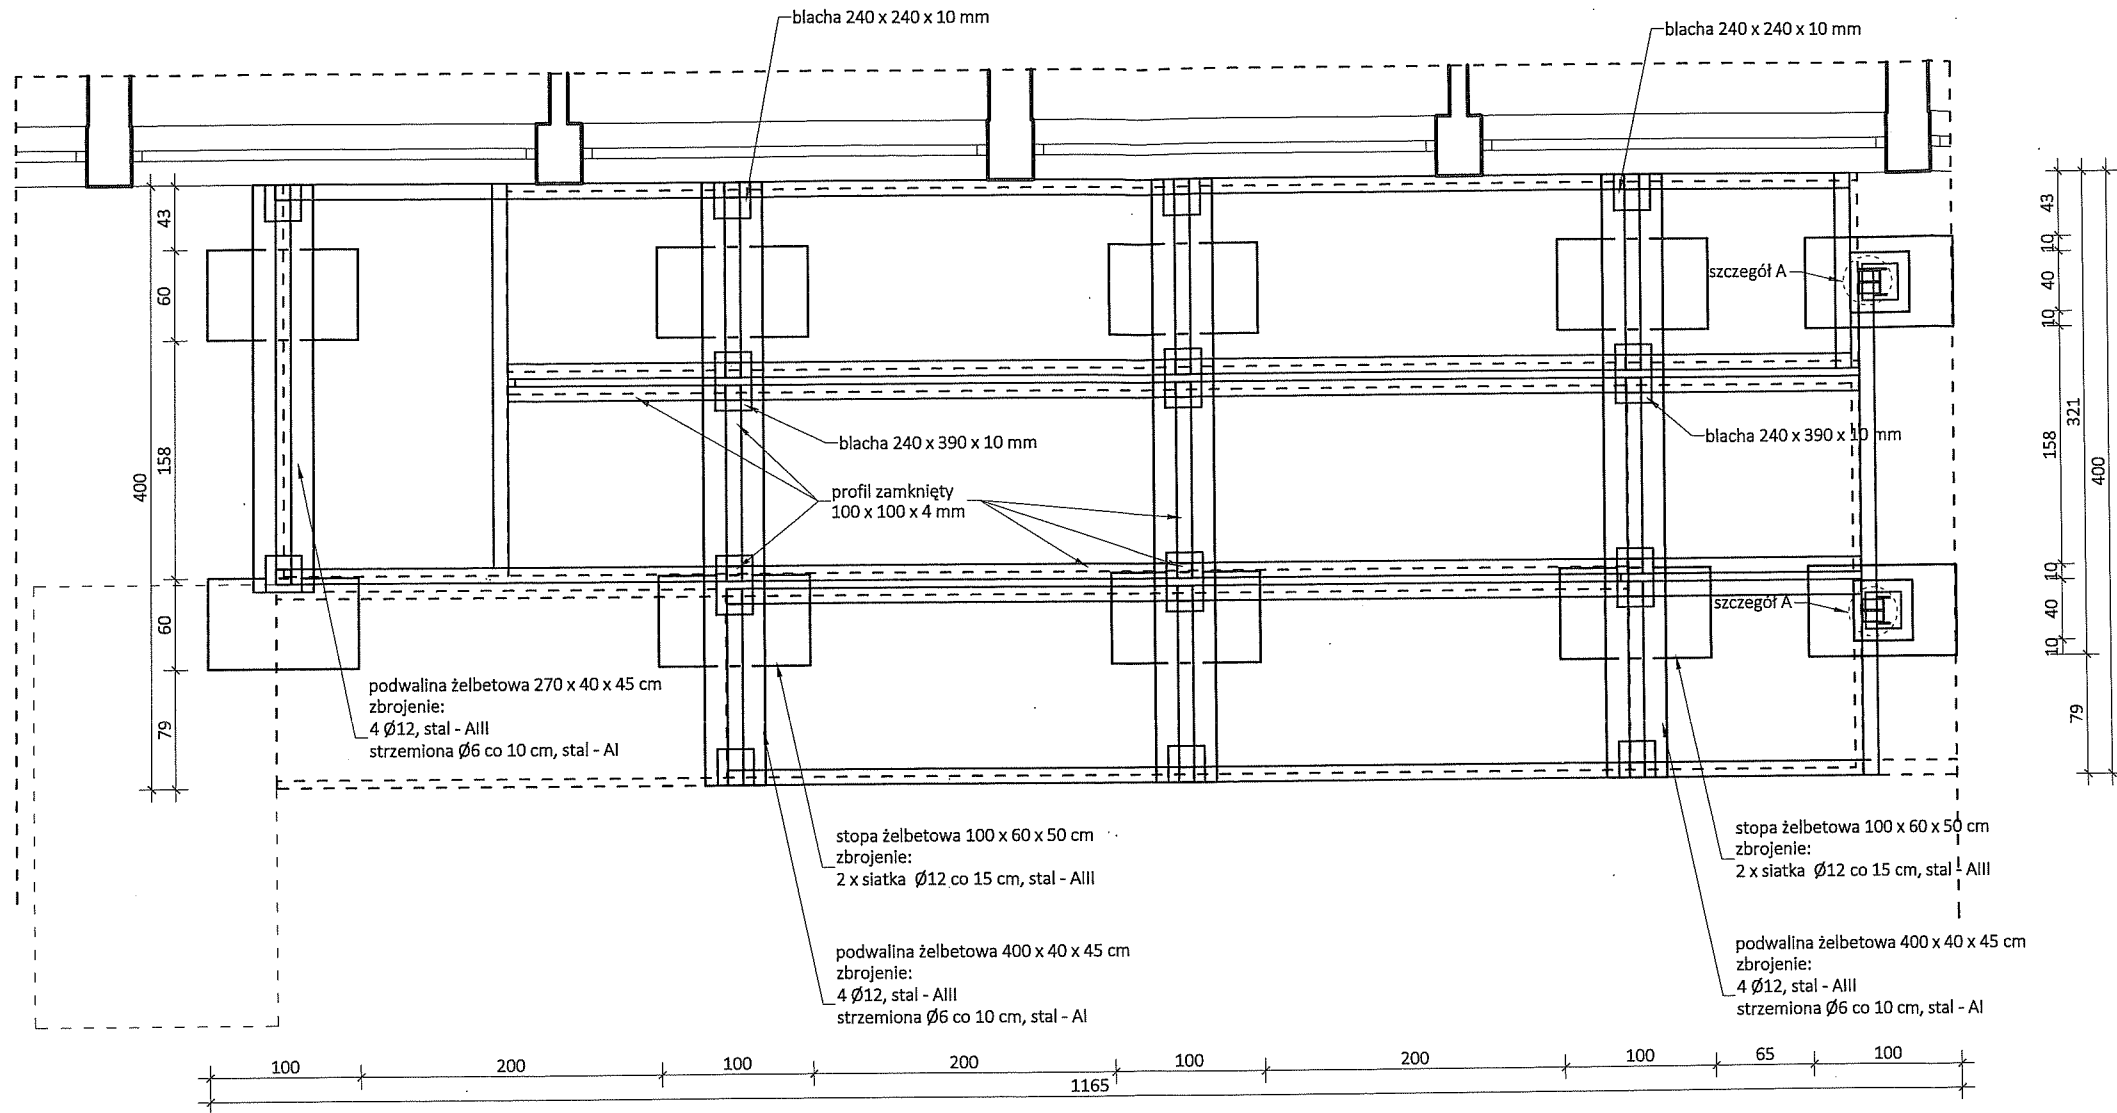 blacha 240 x 240 x 10 mm
blacha 240 x 240 x 10 mm
szczegół A
blacha 240 x 390 x 10 mm
blacha 240 x 390 x 10 mm
profil zamknięty
100 x 100 x 4 mm
szczegół A
podwalina żelbetowa 270 x 40 x 45 cm
zbrojenie:
4 Ø12, stal - AIII
strzemiona Ø6 co 10 cm, stal - AI
stopa żelbetowa 100 x 60 x 50 cm
zbrojenie:
2 x siatka Ø12 co 15 cm, stal - AIII
stopa żelbetowa 100 x 60 x 50 cm
zbrojenie:
2 x siatka Ø12 co 15 cm, stal - AIII
podwalina żelbetowa 400 x 40 x 45 cm
zbrojenie:
4 Ø12, stal - AIII
strzemiona Ø6 co 10 cm, stal - AI
podwalina żelbetowa 400 x 40 x 45 cm
zbrojenie:
4 Ø12, stal - AIII
strzemiona Ø6 co 10 cm, stal - AI
43
60
158
60
79
400
43
10
40
10
158
10
40
10
321
79
400
100
200
100
200
100
200
100
65
100
1165